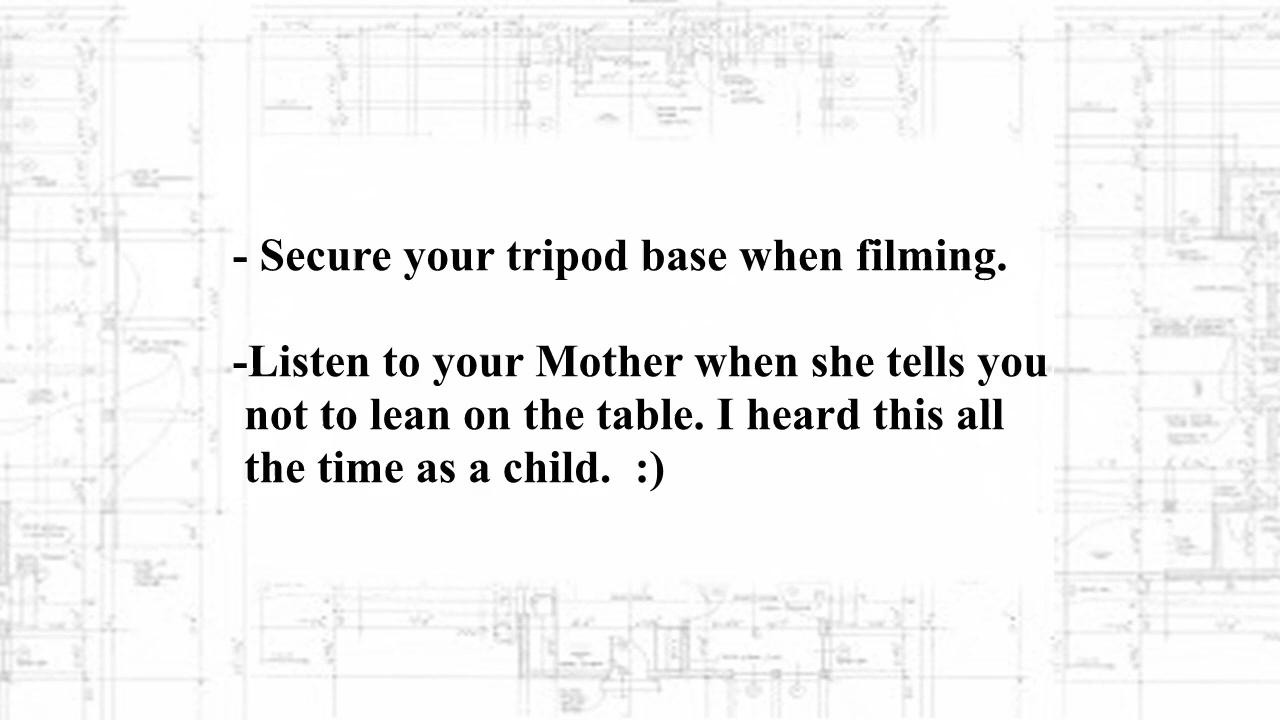 - Secure your tripod base when filming.
-Listen to your Mother when she tells you
not to lean on the table. I heard this all
the time as a child.  :)